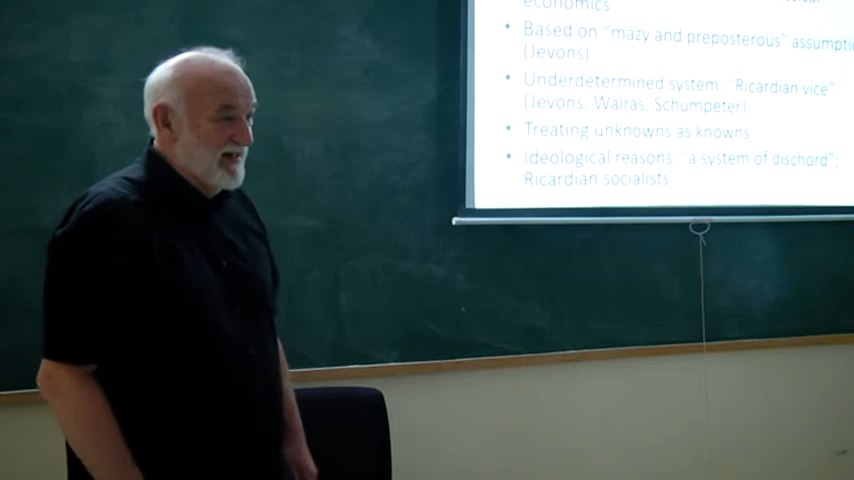 economics
• Based on "mazy and preposterous" assumpti
(Jevons)
• Underdetermined system: "Ricardian vice"
(Jevons, Walras, Schumpeter)
• Treating unknowns as knowns
• Ideological reasons: "a system of dischord";
Ricardian socialists